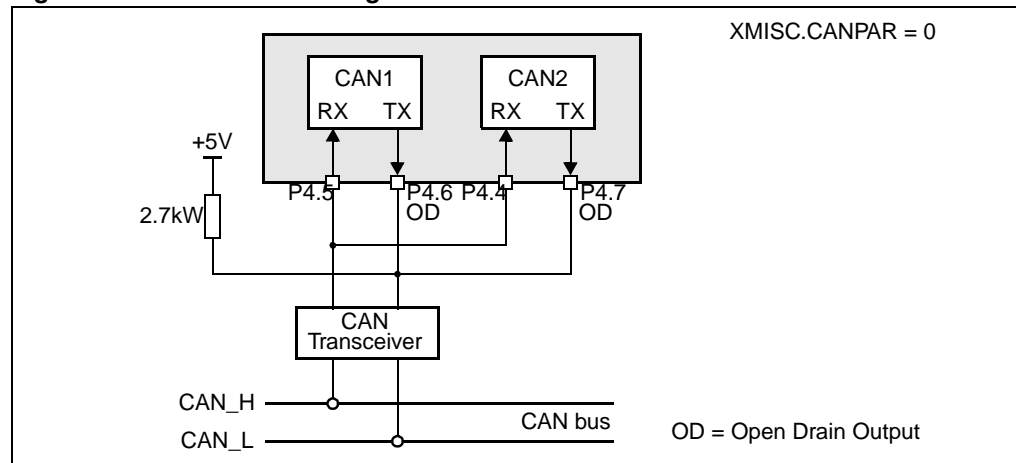 XMISC.CANPAR = 0
CAN1
CAN2
RX TX
RX TX
+5V
P4.5
P4.6
P4.4
P4.7
OD
OD
2.7kW
CAN
Transceiver
CAN_H
CAN bus
CAN_L
OD = Open Drain Output